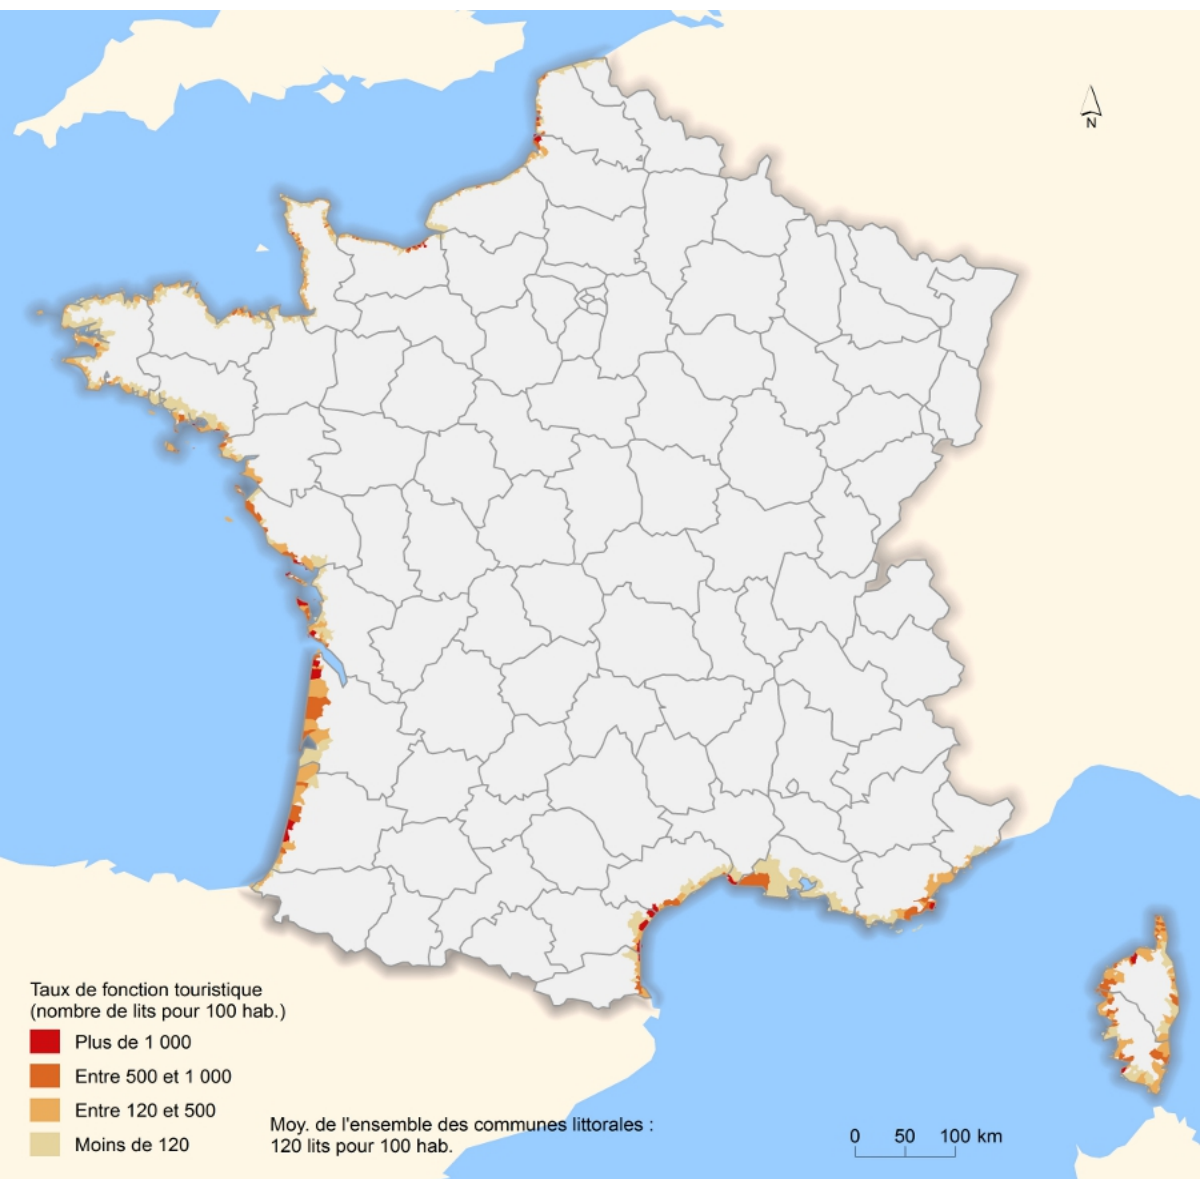 N
Taux de fonction touristique
(nombre de lits pour 100 hab.)
Plus de 1 000
Entre 500 et 1 000
Entre 120 et 500
Moins de 120
Moy. de l'ensemble des communes littorales :
120 lits pour 100 hab.
0 50 100 km